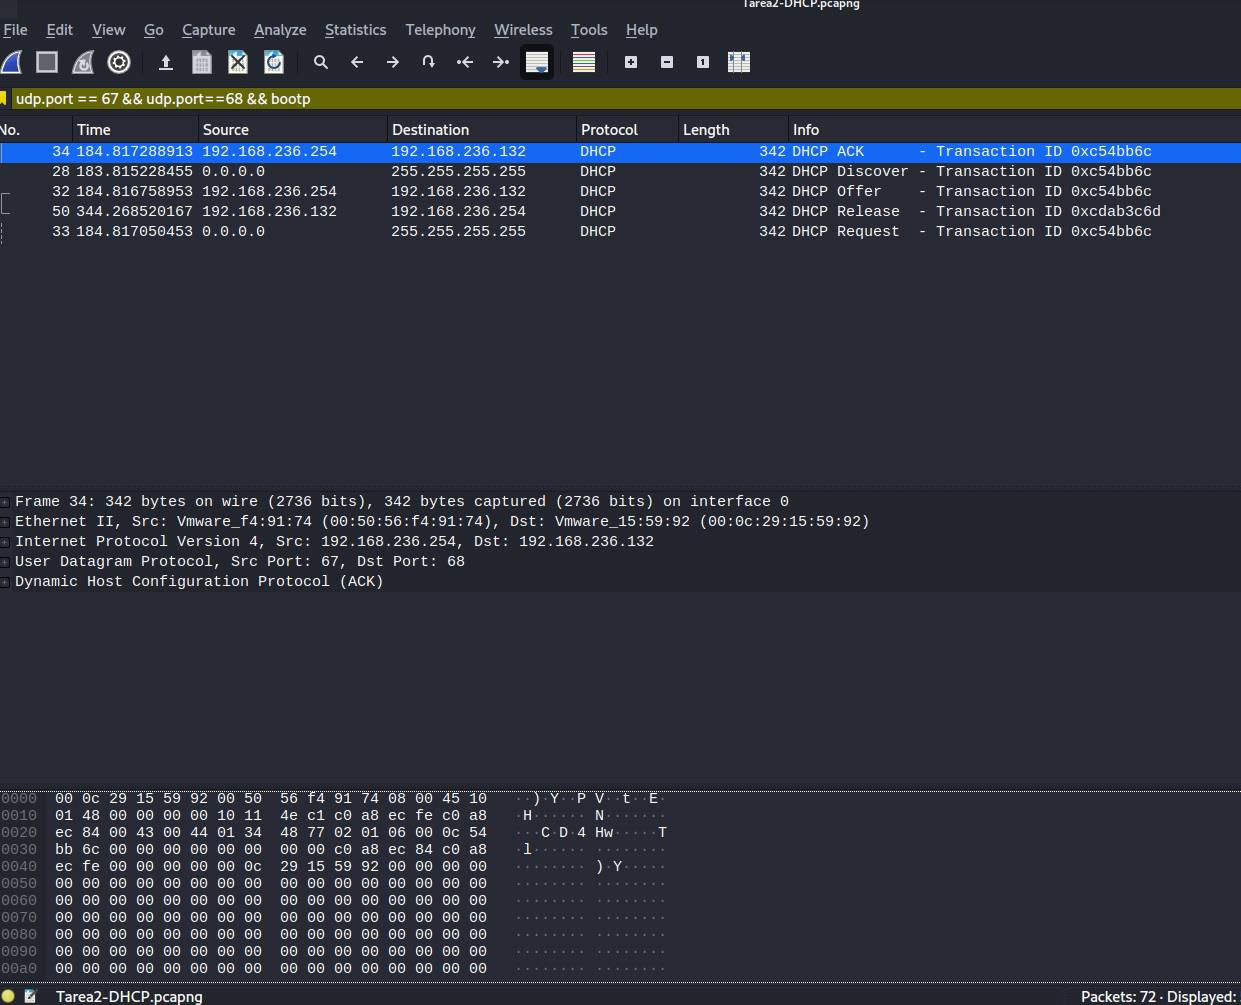 Tarea2-DHCP.pcapng
File Edit View Go Capture Analyze Statistics Telephony Wireless Tools Help
udp.port == 67 && udp.port==68 && bootp
No. Time Source Destination Protocol Length Info
34 184.817288913 192.168.236.254 192.168.236.132 DHCP 342 DHCP ACK - Transaction ID 0xc54bb6c
28 183.815228455 0.0.0.0 255.255.255.255 DHCP 342 DHCP Discover - Transaction ID 0xc54bb6c
32 184.816758953 192.168.236.254 192.168.236.132 DHCP 342 DHCP Offer - Transaction ID 0xc54bb6c
50 344.268520167 192.168.236.132 192.168.236.254 DHCP 342 DHCP Release - Transaction ID 0xcdab3c6d
33 184.817050453 0.0.0.0 255.255.255.255 DHCP 342 DHCP Request - Transaction ID 0xc54bb6c
Frame 34: 342 bytes on wire (2736 bits), 342 bytes captured (2736 bits) on interface 0
Ethernet II, Src: Vmware_f4:91:74 (00:50:56:f4:91:74), Dst: Vmware_15:59:92 (00:0c:29:15:59:92)
Internet Protocol Version 4, Src: 192.168.236.254, Dst: 192.168.236.132
User Datagram Protocol, Src Port: 67, Dst Port: 68
Dynamic Host Configuration Protocol (ACK)
0000 00 0c 29 15 59 92 00 50 56 f4 91 74 08 00 45 10 ··)·Y··P V··t··E·
0010 01 48 00 00 00 00 10 11 4e c1 c0 a8 ec fe c0 a8 ·H······ N·······
0020 ec 84 00 43 00 44 01 34 48 77 02 01 06 00 0c 54 ···C·D·4 Hw·····T
0030 bb 6c 00 00 00 00 00 00 00 00 c0 a8 ec 84 c0 a8 ·l······ ········
0040 ec fe 00 00 00 00 00 0c 29 15 59 92 00 00 00 00 ········ )·Y·····
0050 00 00 00 00 00 00 00 00 00 00 00 00 00 00 00 00 ········ ········
0060 00 00 00 00 00 00 00 00 00 00 00 00 00 00 00 00 ········ ········
0070 00 00 00 00 00 00 00 00 00 00 00 00 00 00 00 00 ········ ········
0080 00 00 00 00 00 00 00 00 00 00 00 00 00 00 00 00 ········ ········
0090 00 00 00 00 00 00 00 00 00 00 00 00 00 00 00 00 ········ ········
00a0 00 00 00 00 00 00 00 00 00 00 00 00 00 00 00 00 ········ ········
Tarea2-DHCP.pcapng Packets: 72 · Displayed: